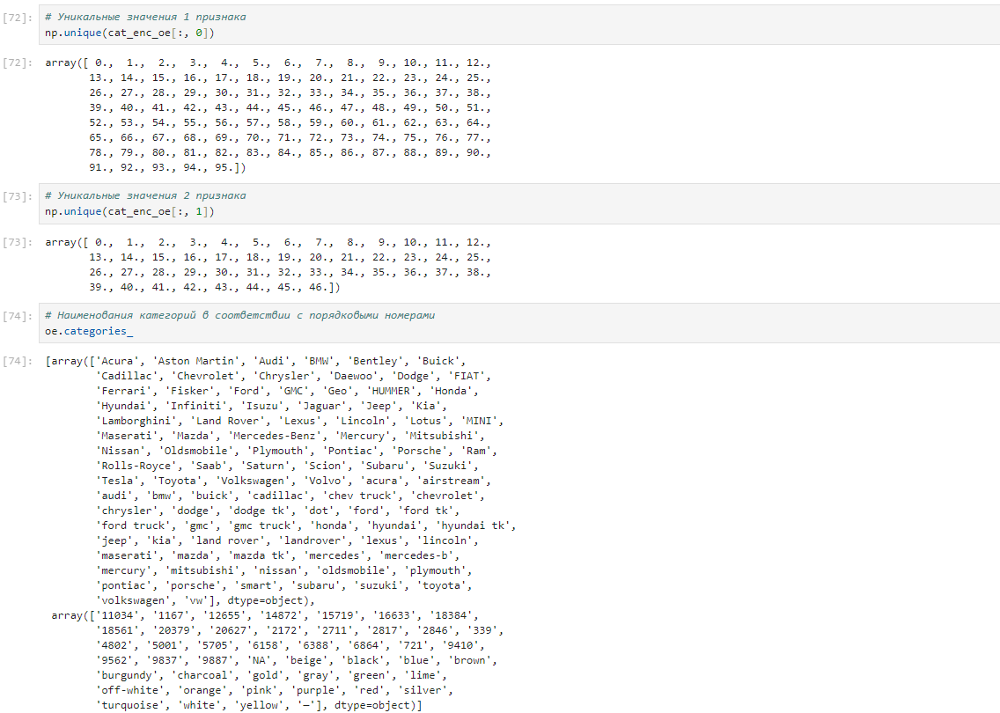 [72]: # Уникальные значения 1 признака
np.unique(cat_enc_oe[:, 0])
[72]: array([ 0., 1., 2., 3., 4., 5., 6., 7., 8., 9., 10., 11., 12.,
13., 14., 15., 16., 17., 18., 19., 20., 21., 22., 23., 24., 25.,
26., 27., 28., 29., 30., 31., 32., 33., 34., 35., 36., 37., 38.,
39., 40., 41., 42., 43., 44., 45., 46., 47., 48., 49., 50., 51.,
52., 53., 54., 55., 56., 57., 58., 59., 60., 61., 62., 63., 64.,
65., 66., 67., 68., 69., 70., 71., 72., 73., 74., 75., 76., 77.,
78., 79., 80., 81., 82., 83., 84., 85., 86., 87., 88., 89., 90.,
91., 92., 93., 94., 95.])
[73]: # Уникальные значения 2 признака
np.unique(cat_enc_oe[:, 1])
[73]: array([ 0., 1., 2., 3., 4., 5., 6., 7., 8., 9., 10., 11., 12.,
13., 14., 15., 16., 17., 18., 19., 20., 21., 22., 23., 24., 25.,
26., 27., 28., 29., 30., 31., 32., 33., 34., 35., 36., 37., 38.,
39., 40., 41., 42., 43., 44., 45., 46.])
[74]: # Наименования категорий в соответствии с порядковыми номерами
oe.categories_
[74]: [array(['Acura', 'Aston Martin', 'Audi', 'BMW', 'Bentley', 'Buick',
'Cadillac', 'Chevrolet', 'Chrysler', 'Daewoo', 'Dodge', 'FIAT',
'Ferrari', 'Fisker', 'Ford', 'GMC', 'Geo', 'HUMMER', 'Honda',
'Hyundai', 'Infiniti', 'Isuzu', 'Jaguar', 'Jeep', 'Kia',
'Lamborghini', 'Land Rover', 'Lexus', 'Lincoln', 'Lotus', 'MINI',
'Maserati', 'Mazda', 'Mercedes-Benz', 'Mercury', 'Mitsubishi',
'Nissan', 'Oldsmobile', 'Plymouth', 'Pontiac', 'Porsche', 'Ram',
'Rolls-Royce', 'Saab', 'Saturn', 'Scion', 'Subaru', 'Suzuki',
'Tesla', 'Toyota', 'Volkswagen', 'Volvo', 'acura', 'airstream',
'audi', 'bmw', 'buick', 'cadillac', 'chev truck', 'chevrolet',
'chrysler', 'dodge', 'dodge tk', 'dot', 'ford', 'ford tk',
'ford truck', 'gmc', 'gmc truck', 'honda', 'hyundai', 'hyundai tk',
'jeep', 'kia', 'land rover', 'landrover', 'lexus', 'lincoln',
'maserati', 'mazda', 'mazda tk', 'mercedes', 'mercedes-b',
'mercury', 'mitsubishi', 'nissan', 'oldsmobile', 'plymouth',
'pontiac', 'porsche', 'smart', 'subaru', 'suzuki', 'toyota',
'volkswagen', 'vw'], dtype=object),
array(['11034', '1167', '12655', '14872', '15719', '16633', '18384',
'18561', '20379', '20627', '2172', '2711', '2817', '2846', '339',
'4802', '5001', '5705', '6158', '6388', '6864', '721', '9410',
'9562', '9837', '9887', 'NA', 'beige', 'black', 'blue', 'brown',
'burgundy', 'charcoal', 'gold', 'gray', 'green', 'lime',
'off-white', 'orange', 'pink', 'purple', 'red', 'silver',
'turquoise', 'white', 'yellow', '—'], dtype=object)]